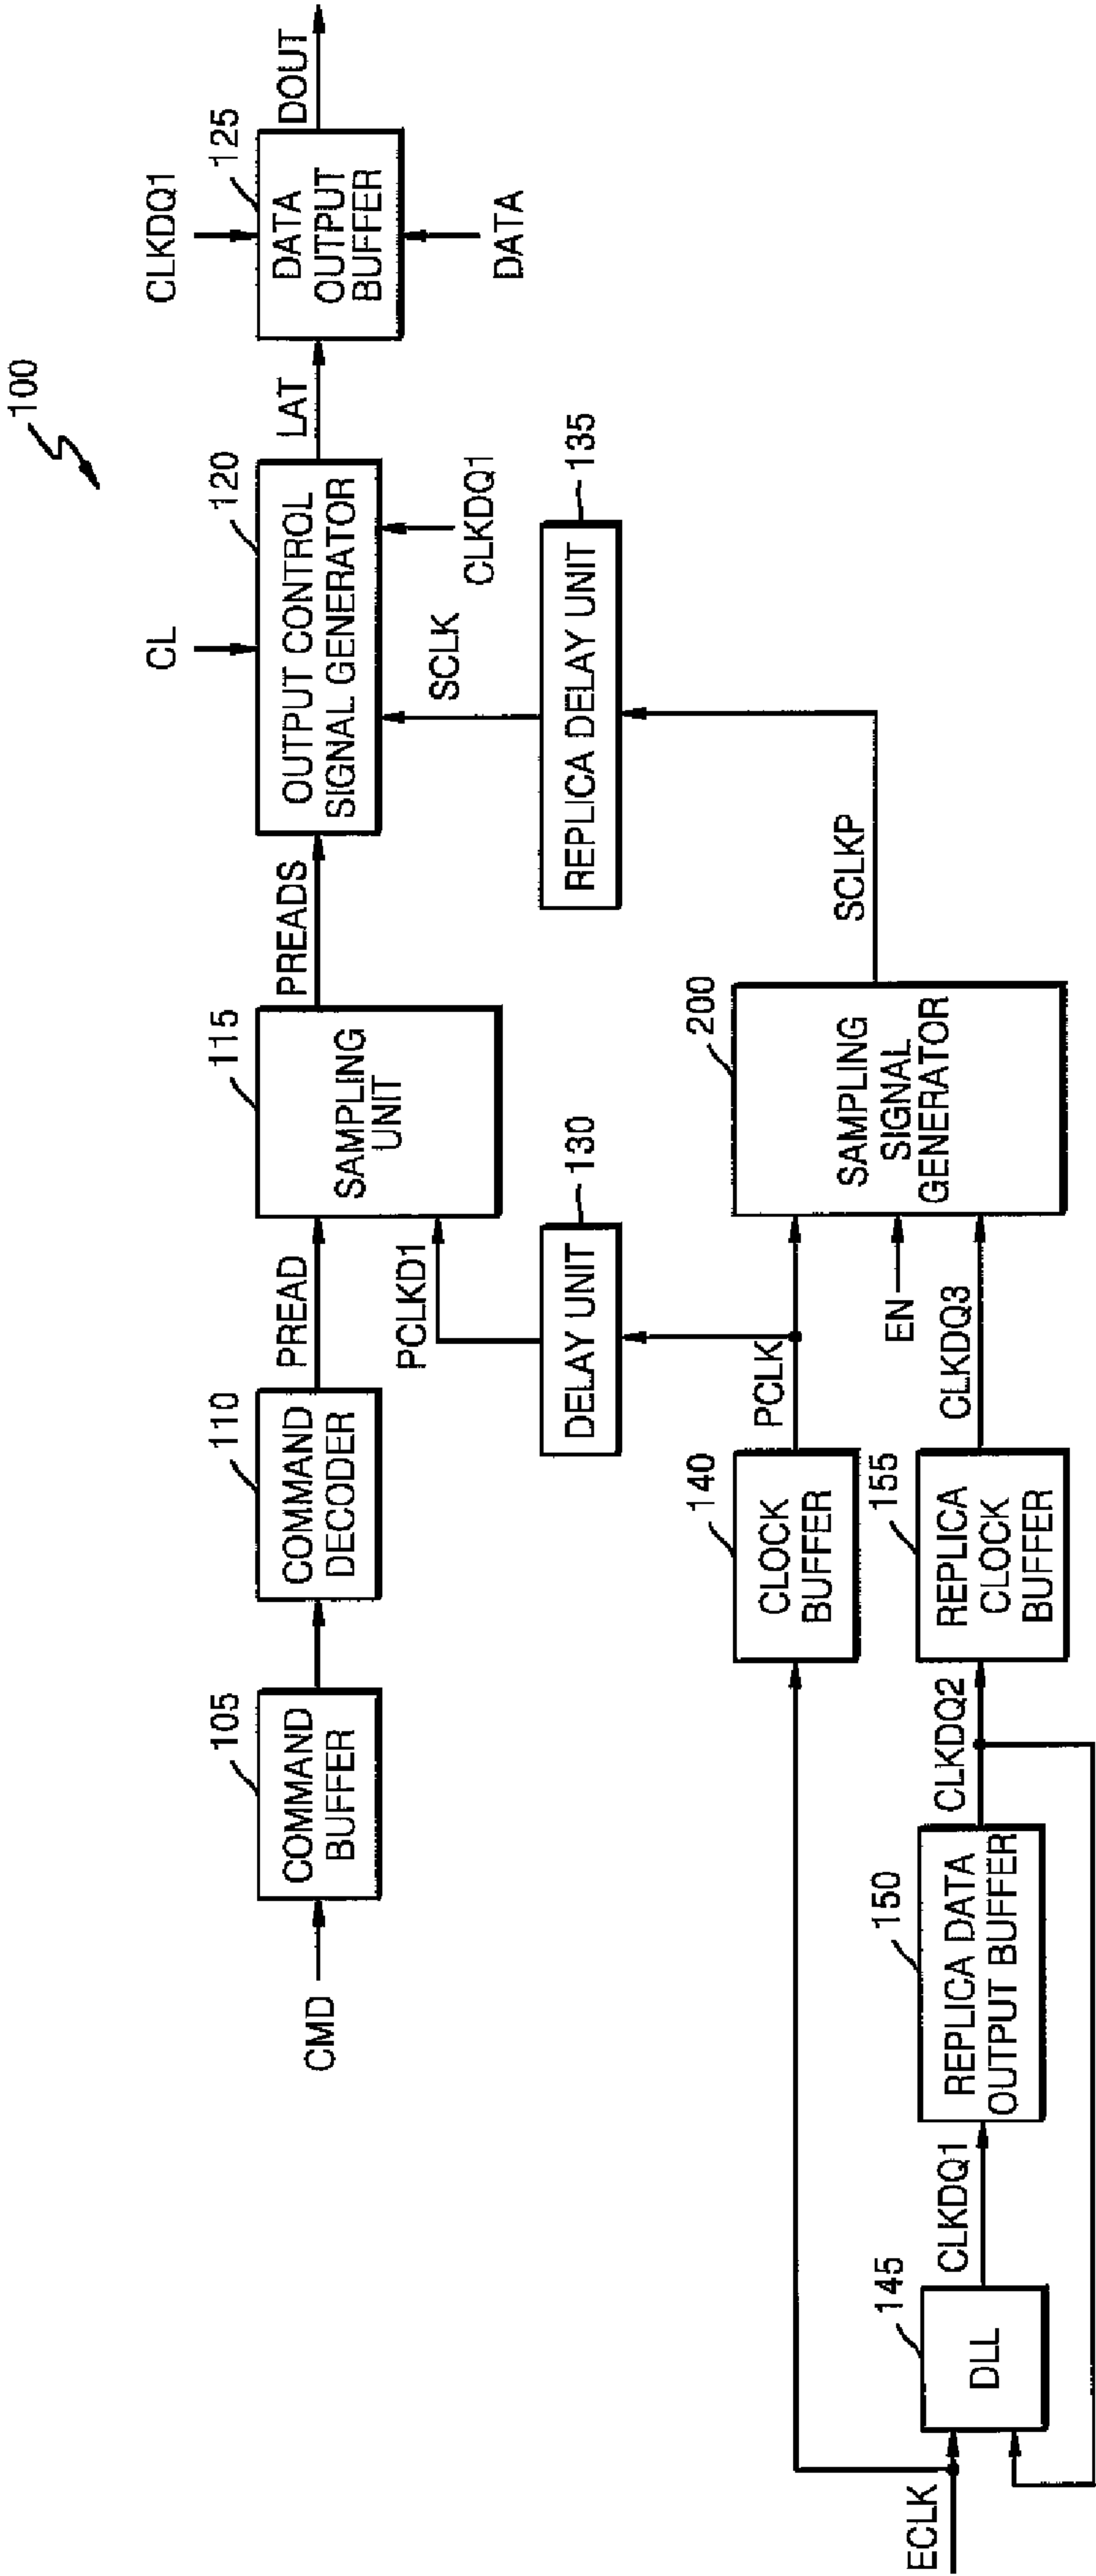 100
CMD
105
COMMAND
BUFFER
110
COMMAND
DECODER
PREAD
115
SAMPLING
UNIT
PREADS
CL
120
OUTPUT CONTROL
SIGNAL GENERATOR
LAT
CLKDQ1
125
DATA
OUTPUT
BUFFER
DOUT
DATA
PCLKD1
130
DELAY UNIT
SCLK
CLKDQ1
135
REPLICA DELAY UNIT
140
CLOCK
BUFFER
PCLK
200
SAMPLING
SIGNAL
GENERATOR
SCLKP
EN
ECLK
145
DLL
CLKDQ1
150
REPLICA DATA
OUTPUT BUFFER
CLKDQ2
155
REPLICA
CLOCK
BUFFER
CLKDQ3